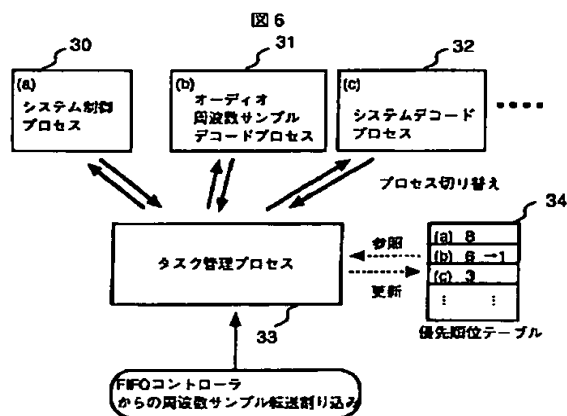 図6
30
31
32
(a)
システム制御
プロセス
(b)
オーディオ
周波数サンプル
デコードプロセス
(c)
システムデコード
プロセス
プロセス切り替え
34
タスク管理プロセス
参照
更新
(a) 8
(b) 6 →1
(c) 3
⋮ ⋮
優先順位テーブル
33
FIFOコントローラ
からの周波数サンプル転送割り込み